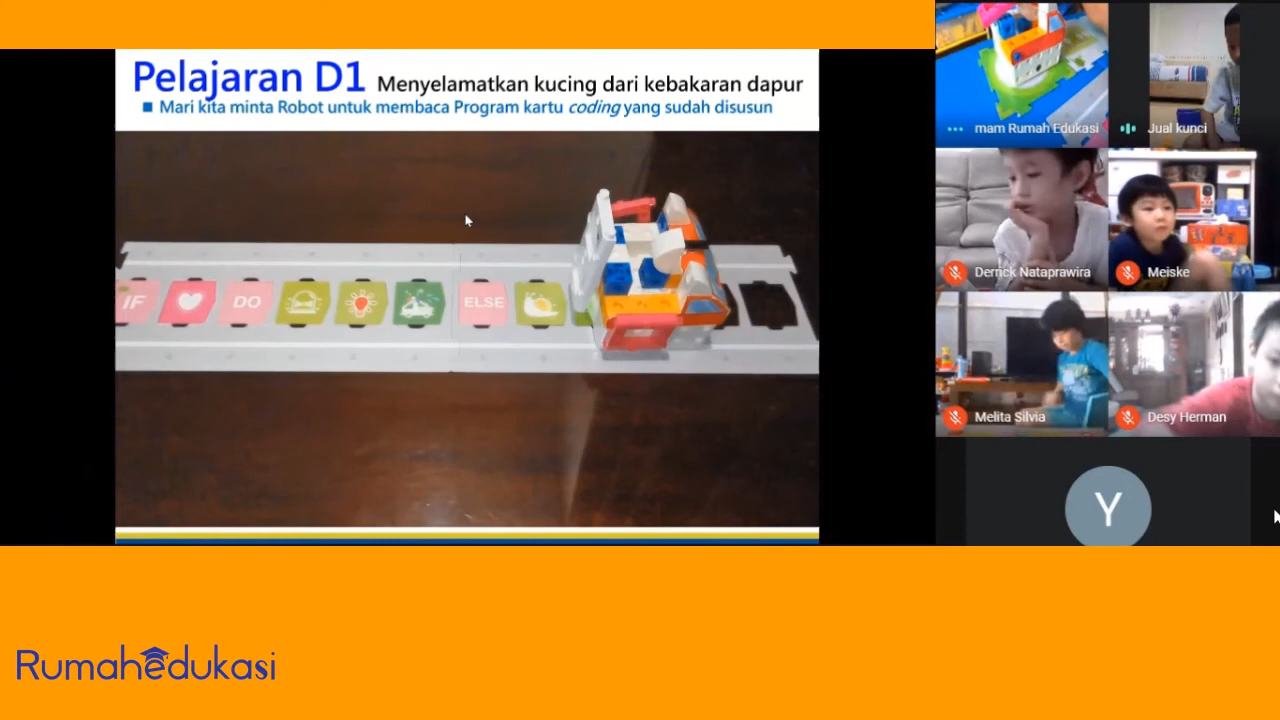 Pelajaran D1 Menyelamatkan kucing dari kebakaran dapur
Mari kita minta Robot untuk membaca Program kartu coding yang sudah disusun
IF
DO
ELSE
mam Rumah Edukasi
Jual kunci
Derrick Nataprawira
Meiske
Melita Silvia
Desy Herman
Y
Rumahedukasi